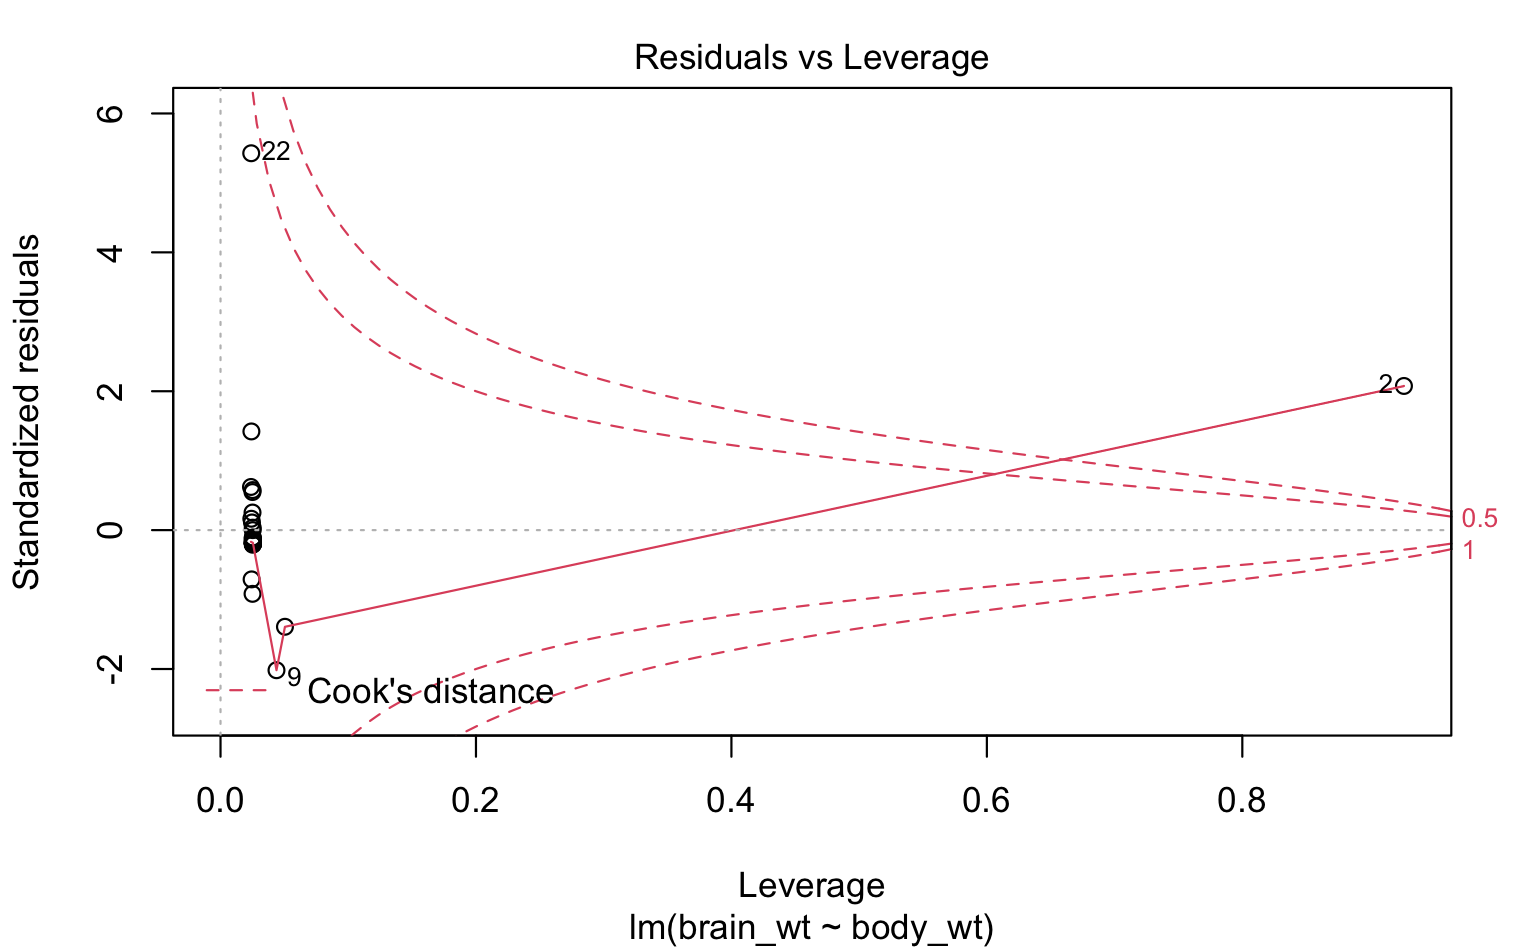 Residuals vs Leverage
Standardized residuals
6
4
2
0
-2
22
2
9
0.5
1
Cook's distance
0.0 0.2 0.4 0.6 0.8
Leverage
lm(brain_wt ~ body_wt)